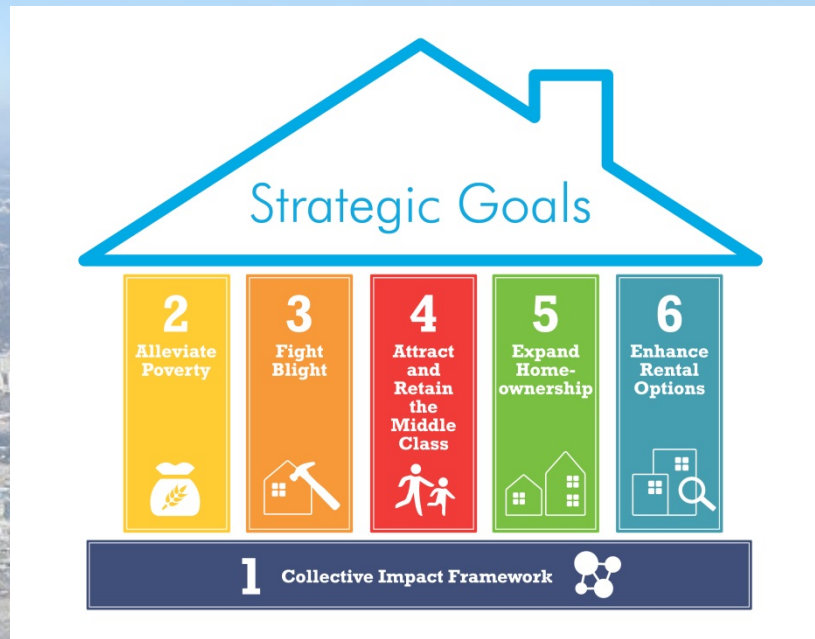 Strategic Goals
2
Alleviate
Poverty
3
Fight
Blight
4
Attract
and
Retain
the
Middle
Class
5
Expand
Home-
ownership
6
Enhance
Rental
Options
1 Collective Impact Framework